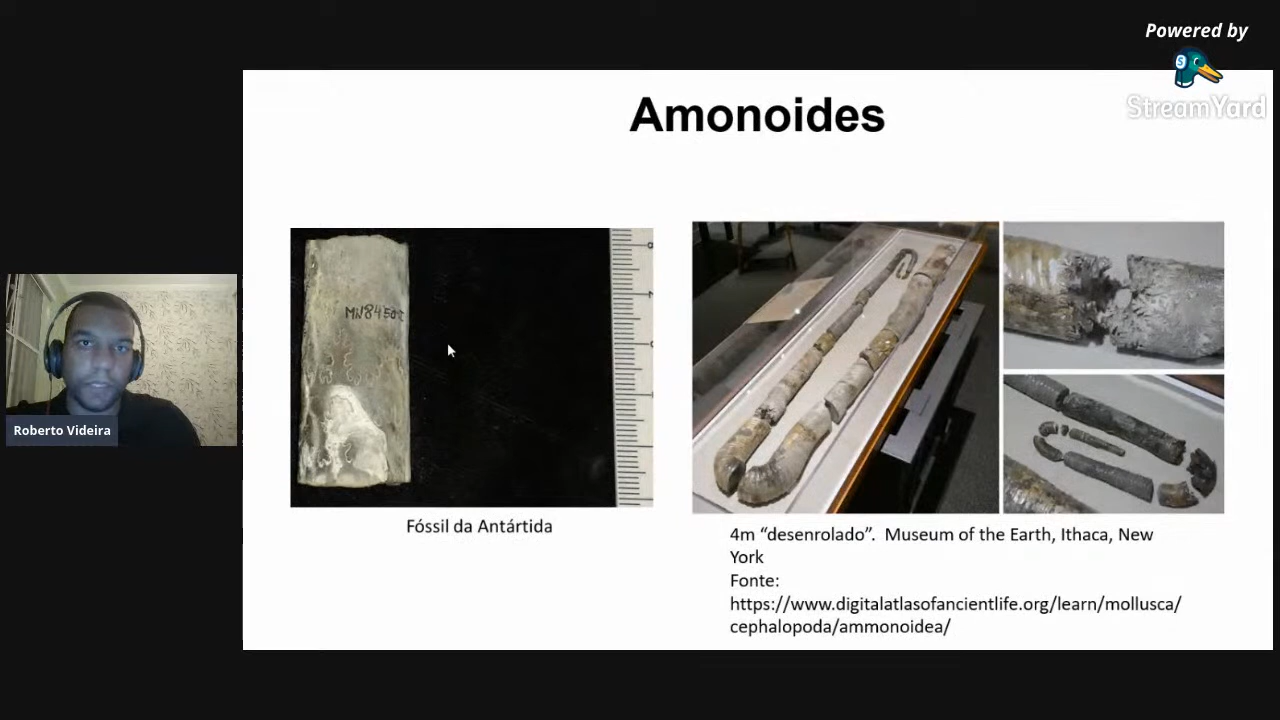 Powered by
StreamYard
Amonoides
Roberto Videira
Fóssil da Antártida
4m “desenrolado”. Museum of the Earth, Ithaca, New
York
Fonte:
https://www.digitalatlasofancientlife.org/learn/mollusca/
cephalopoda/ammonoidea/